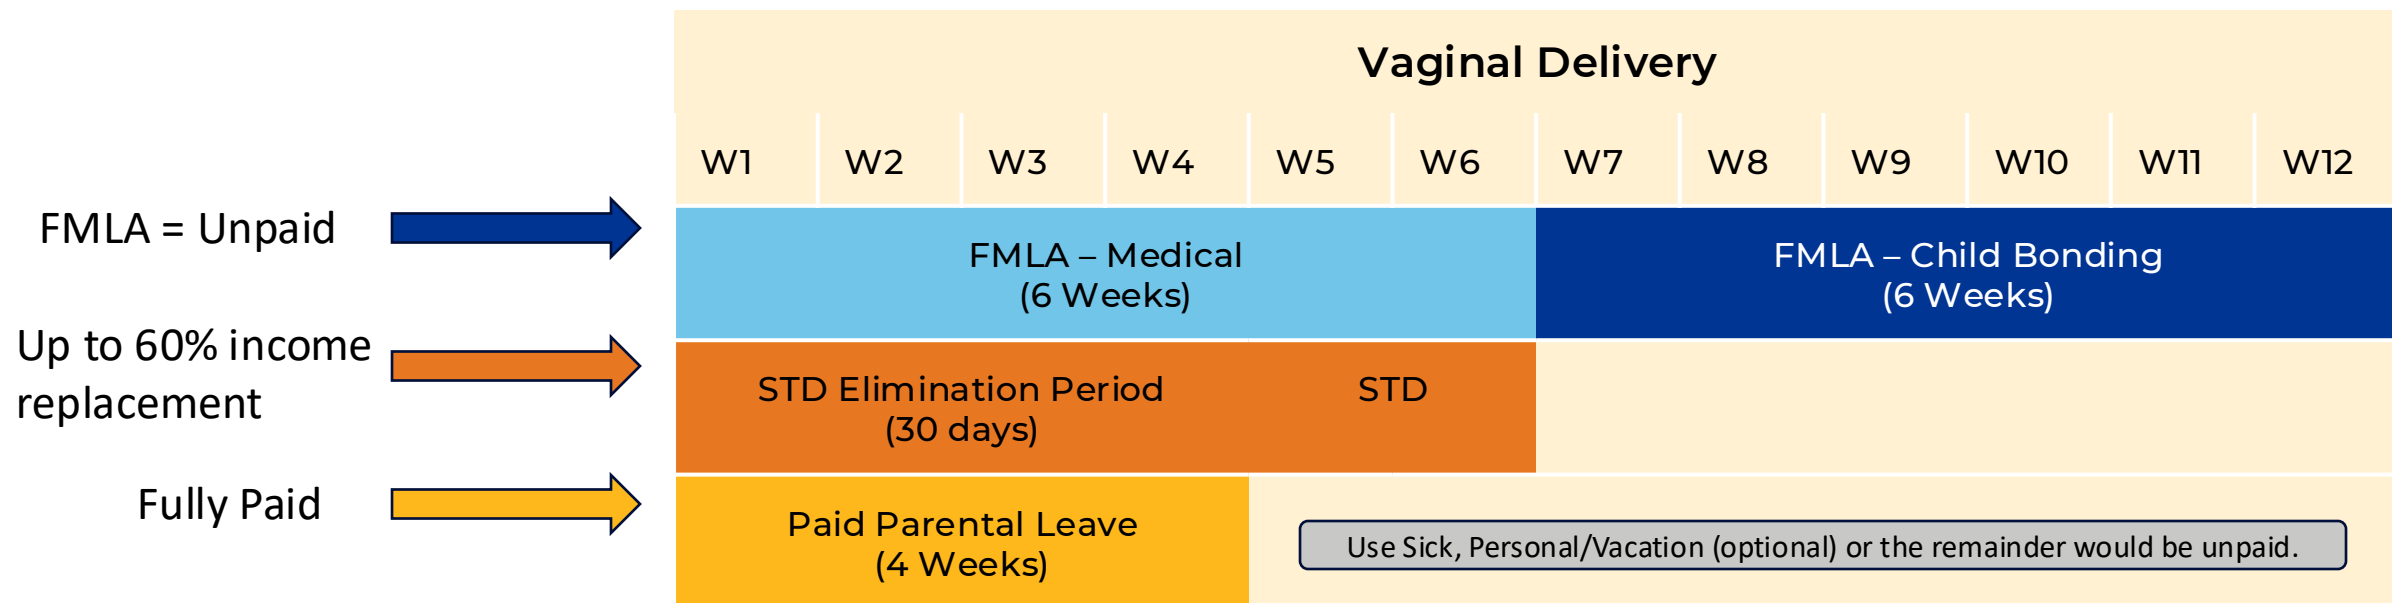 Vaginal Delivery
W1 W2 W3 W4 W5 W6 W7 W8 W9 W10 W11 W12
FMLA = Unpaid
FMLA – Medical
(6 Weeks)
FMLA – Child Bonding
(6 Weeks)
Up to 60% income
replacement
STD Elimination Period
(30 days)
STD
Fully Paid
Paid Parental Leave
(4 Weeks)
Use Sick, Personal/Vacation (optional) or the remainder would be unpaid.